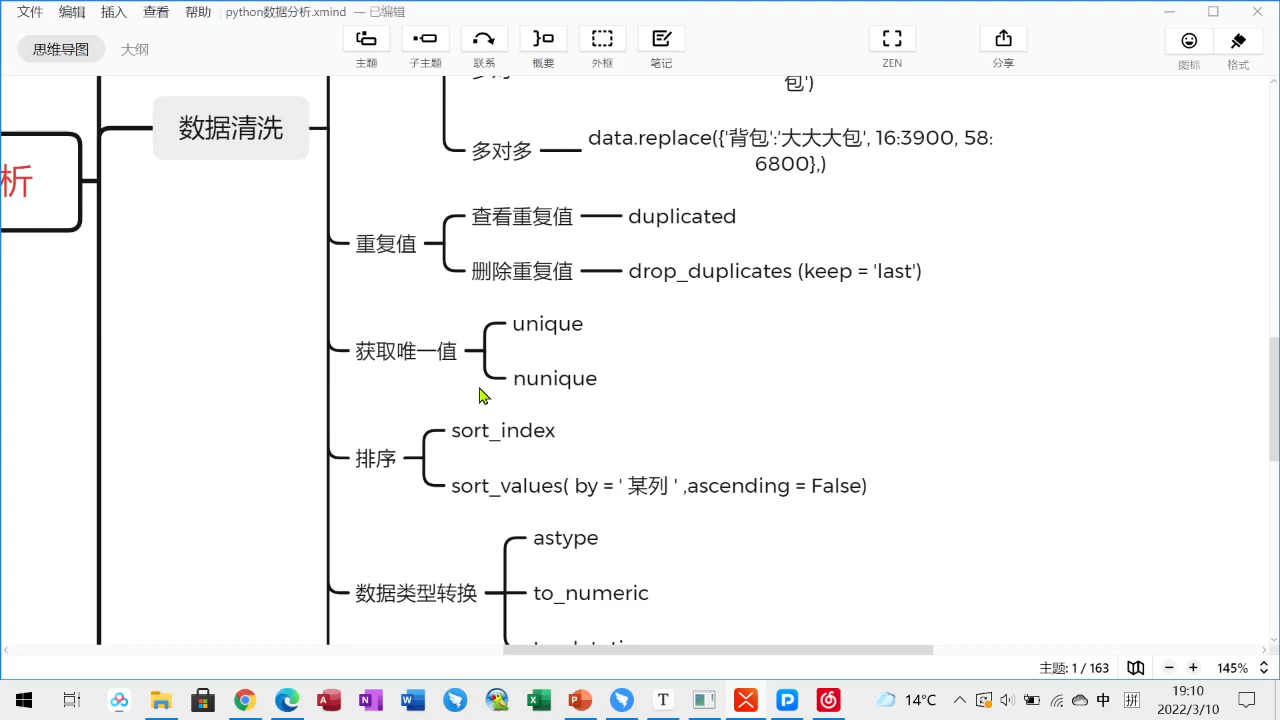 文件 编辑 插入 查看 帮助 python数据分析.xmind — 已编辑
思维导图 大纲
主题 子主题 联系 概要 外框 笔记 ZEN 分享 图标 格式
包')
数据清洗
析
多对多
data.replace({'背包':'大大大包', 16:3900, 58:
6800},)
重复值
查看重复值 duplicated
删除重复值 drop_duplicates (keep = 'last')
获取唯一值
unique
nunique
排序
sort_index
sort_values( by = ' 某列 ' ,ascending = False)
数据类型转换
astype
to_numeric
主题: 1 / 163 145%
14°C 中 拼 19:10
2022/3/10